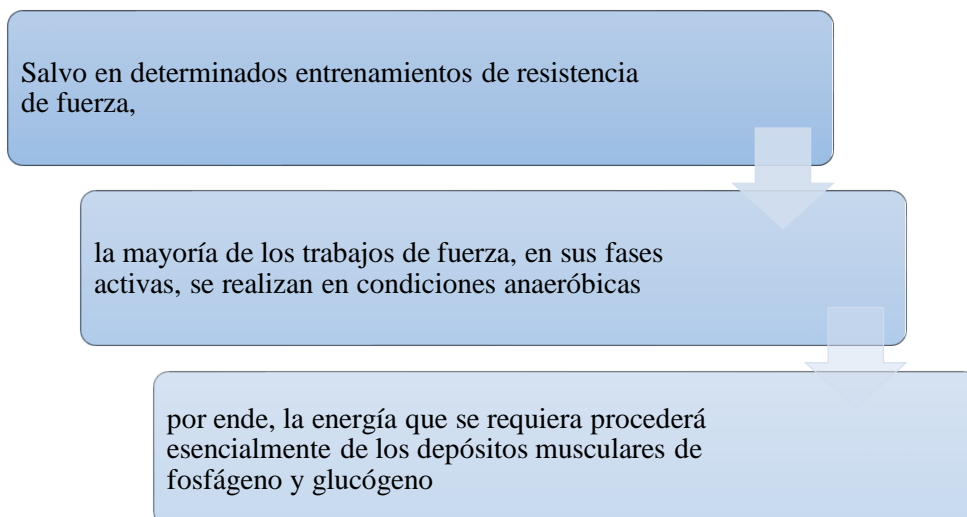 Salvo en determinados entrenamientos de resistencia
de fuerza,
la mayoría de los trabajos de fuerza, en sus fases
activas, se realizan en condiciones anaeróbicas
por ende, la energía que se requiera procederá
esencialmente de los depósitos musculares de
fosfágeno y glucógeno